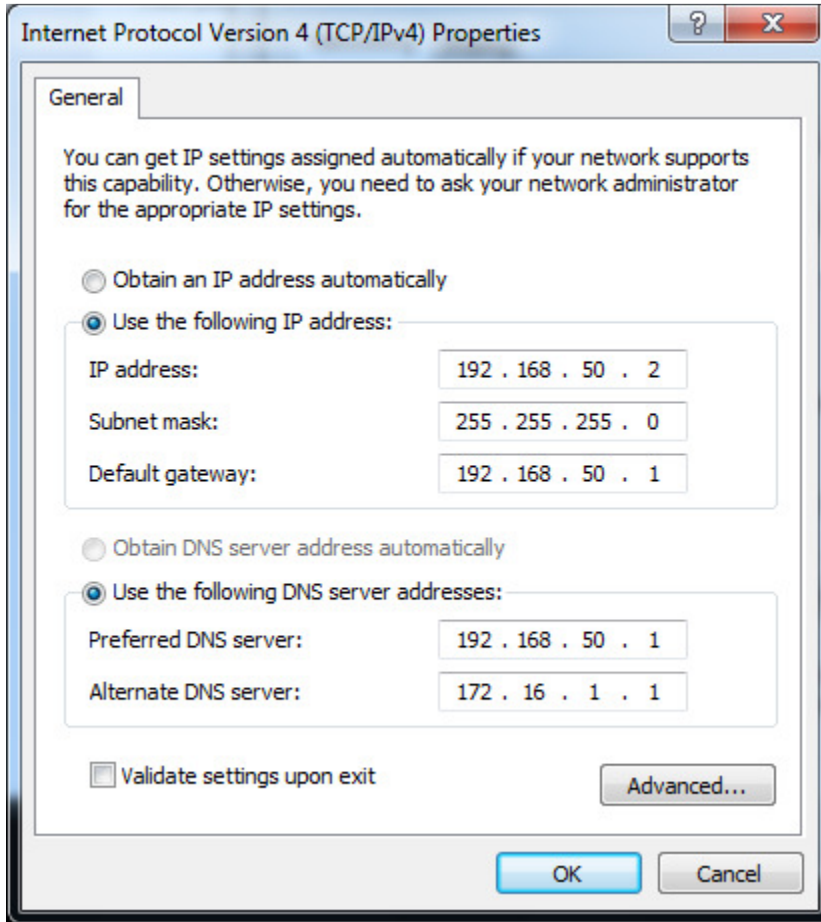 Internet Protocol Version 4 (TCP/IPv4) Properties
?
X
General
You can get IP settings assigned automatically if your network supports
this capability. Otherwise, you need to ask your network administrator
for the appropriate IP settings.
Obtain an IP address automatically
Use the following IP address:
IP address: 192 . 168 . 50 . 2
Subnet mask: 255 . 255 . 255 . 0
Default gateway: 192 . 168 . 50 . 1
Obtain DNS server address automatically
Use the following DNS server addresses:
Preferred DNS server: 192 . 168 . 50 . 1
Alternate DNS server: 172 . 16 . 1 . 1
Validate settings upon exit
Advanced...
OK Cancel